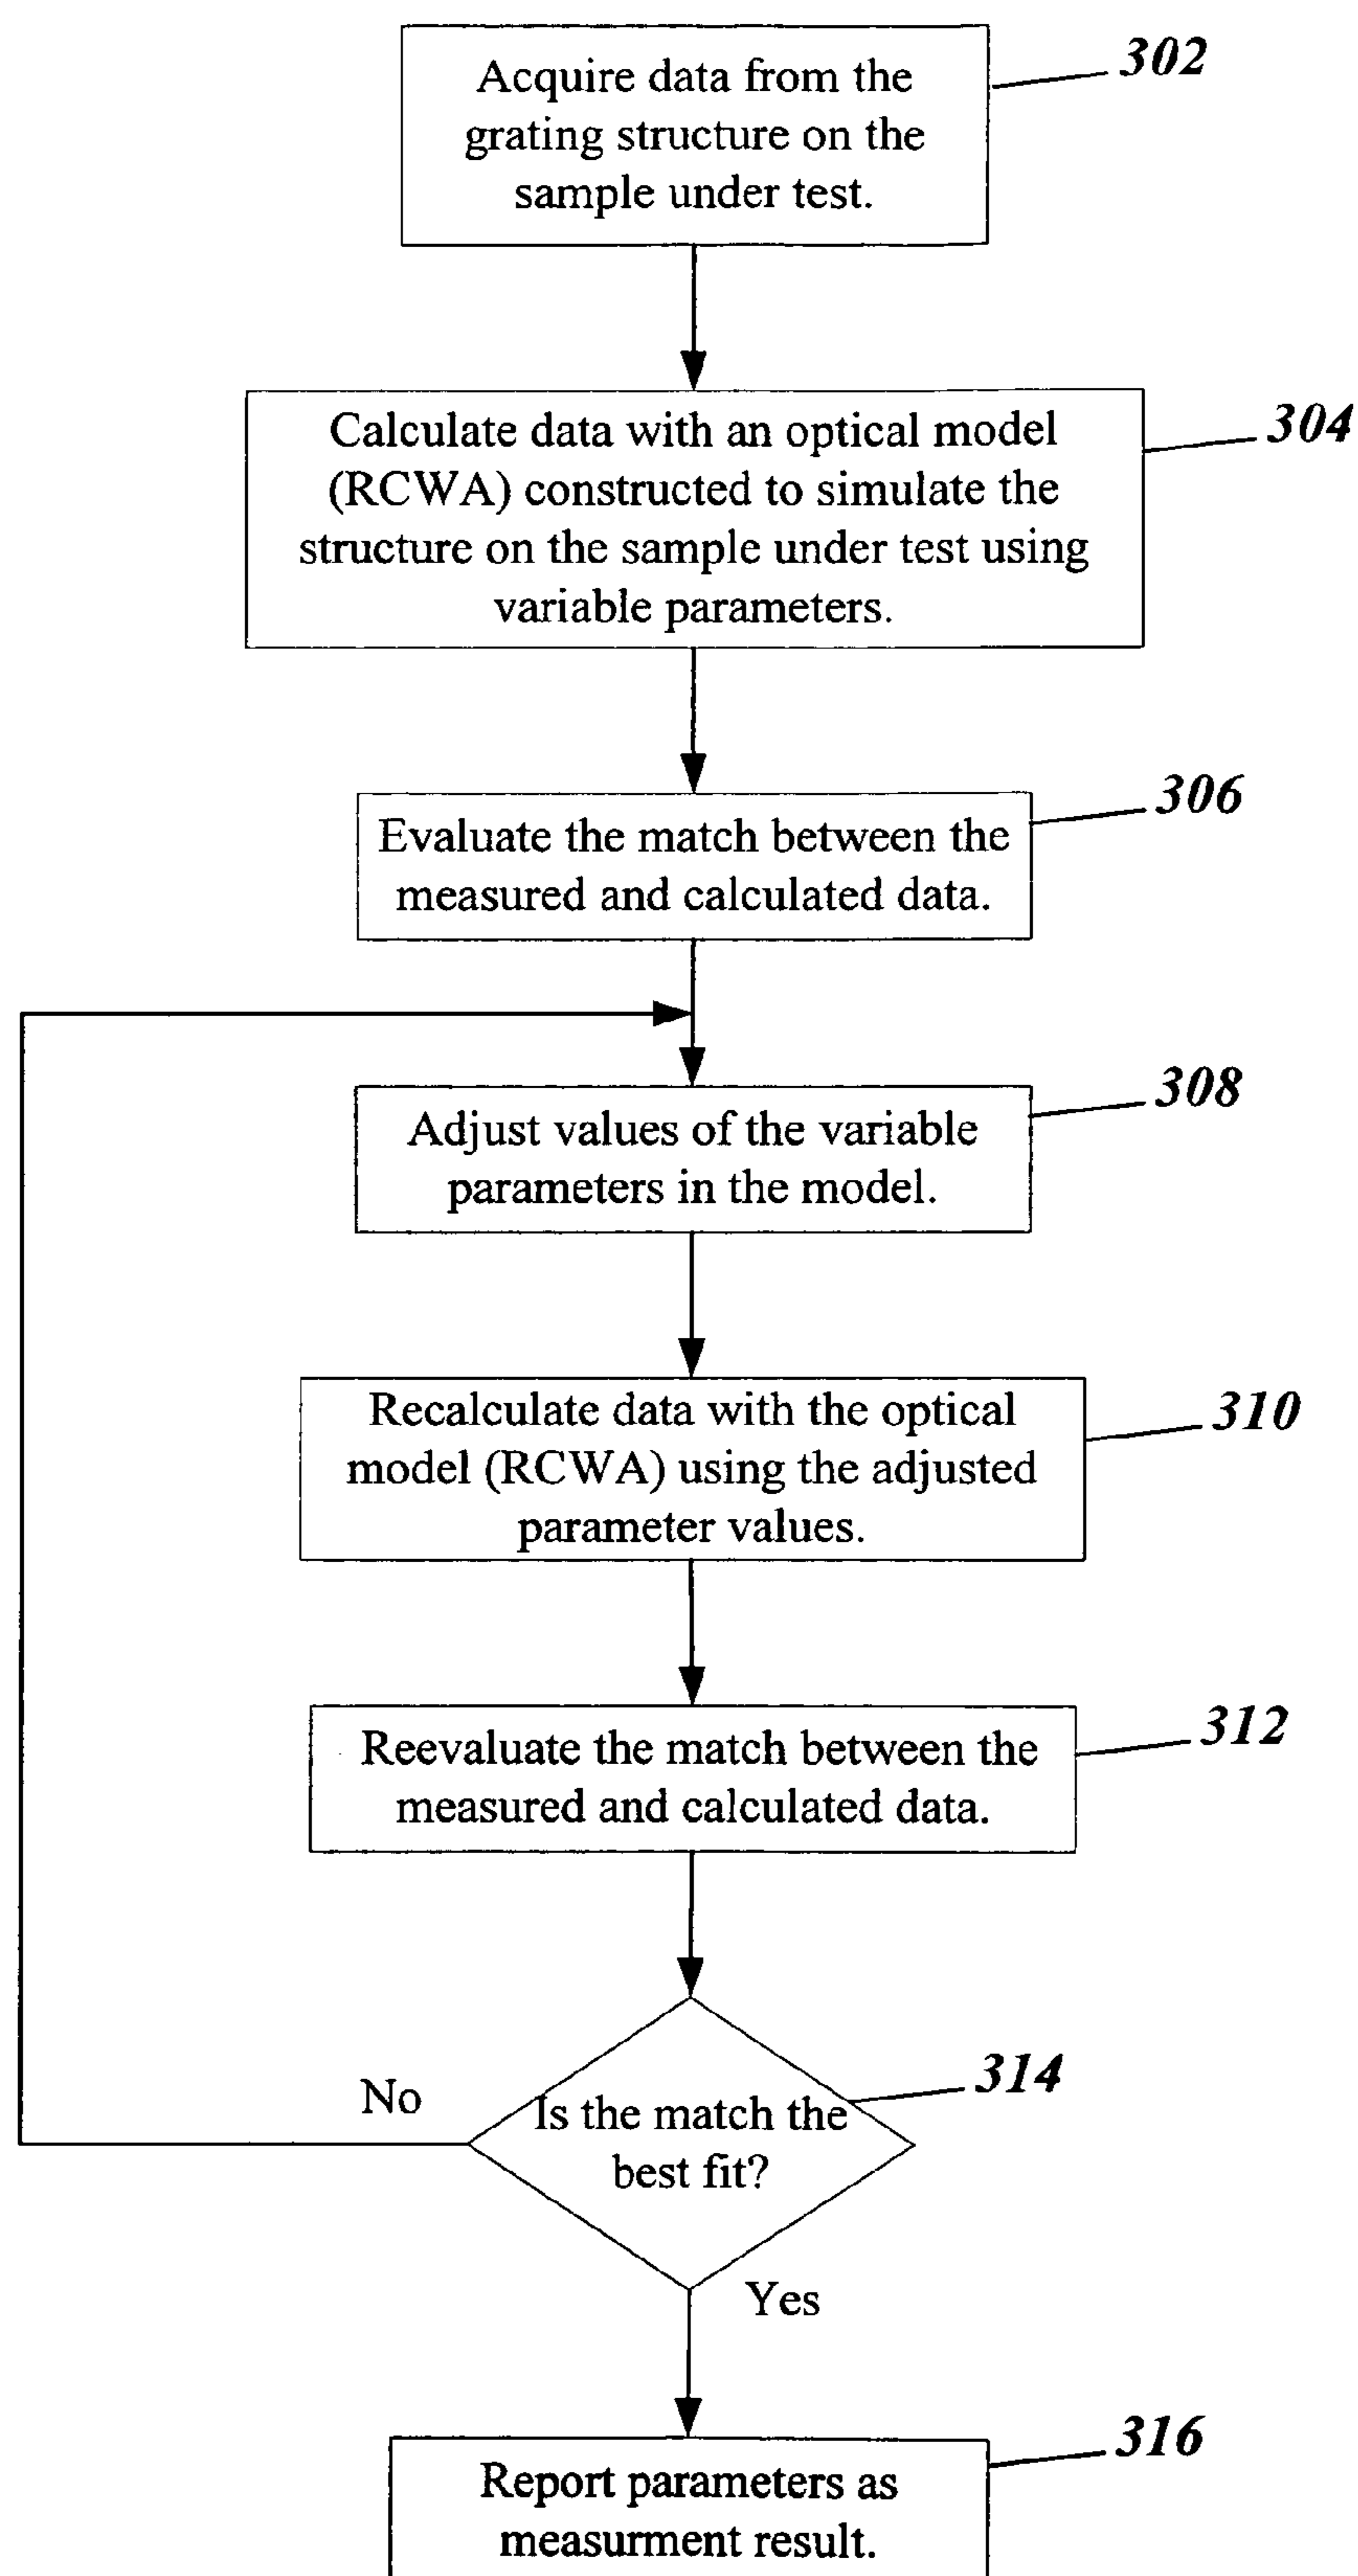 Acquire data from the
grating structure on the
sample under test.
302
Calculate data with an optical model
(RCWA) constructed to simulate the
structure on the sample under test using
variable parameters.
304
Evaluate the match between the
measured and calculated data.
306
Adjust values of the variable
parameters in the model.
308
Recalculate data with the optical
model (RCWA) using the adjusted
parameter values.
310
Reevaluate the match between the
measured and calculated data.
312
Is the match the
best fit?
314
No
Yes
Report parameters as
measurment result.
316